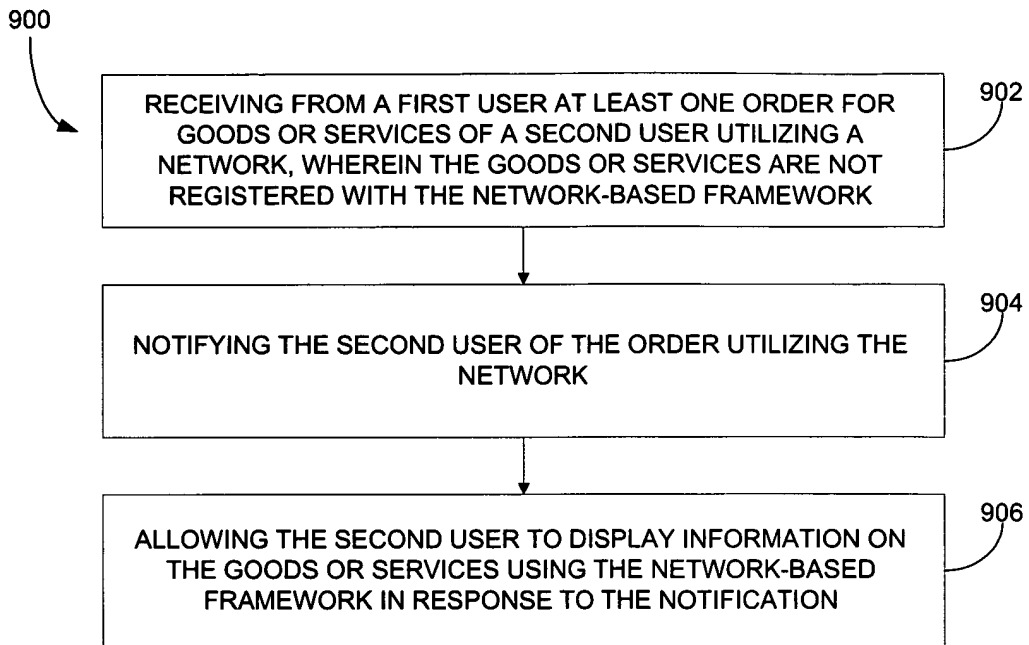 900
RECEIVING FROM A FIRST USER AT LEAST ONE ORDER FOR
GOODS OR SERVICES OF A SECOND USER UTILIZING A
NETWORK, WHEREIN THE GOODS OR SERVICES ARE NOT
REGISTERED WITH THE NETWORK-BASED FRAMEWORK
902
NOTIFYING THE SECOND USER OF THE ORDER UTILIZING THE
NETWORK
904
ALLOWING THE SECOND USER TO DISPLAY INFORMATION ON
THE GOODS OR SERVICES USING THE NETWORK-BASED
FRAMEWORK IN RESPONSE TO THE NOTIFICATION
906